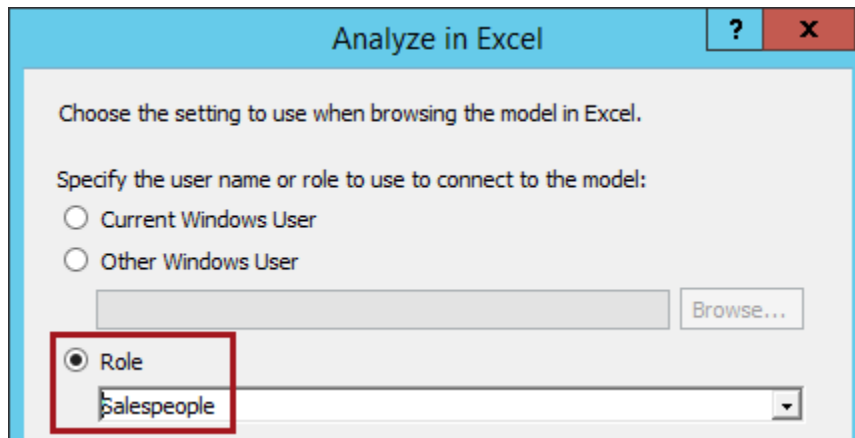 Analyze in Excel
? x
Choose the setting to use when browsing the model in Excel.
Specify the user name or role to use to connect to the model:
Current Windows User
Other Windows User
Browse...
Role
Salespeople